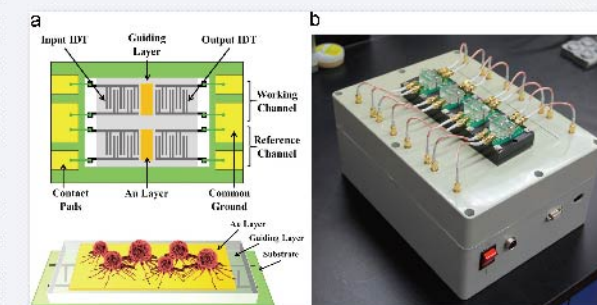 a
b
Input IDT
Guiding
Layer
Output IDT
Working
Channel
Reference
Channel
Contact
Pads
Au Layer
Common
Ground
Au Layer
Guiding Layer
Substrate